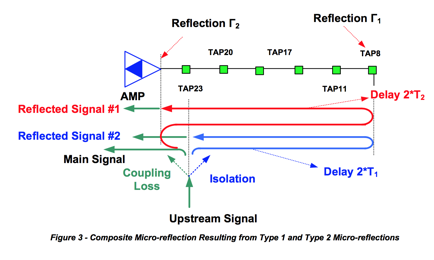 Reflection Γ₂
Reflection Γ₁
TAP20
TAP17
TAP8
AMP
TAP23
TAP11
Reflected Signal #1
Delay 2*T₂
Reflected Signal #2
Main Signal
Coupling
Loss
Isolation
Delay 2*T₁
Upstream Signal
Figure 3 - Composite Micro-reflection Resulting from Type 1 and Type 2 Micro-reflections